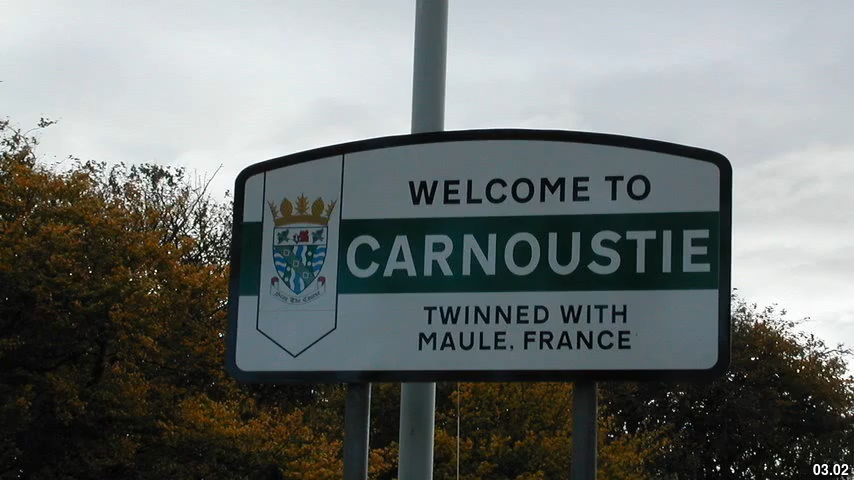 WELCOME TO
CARNOUSTIE
TWINNED WITH
MAULE, FRANCE
03.02